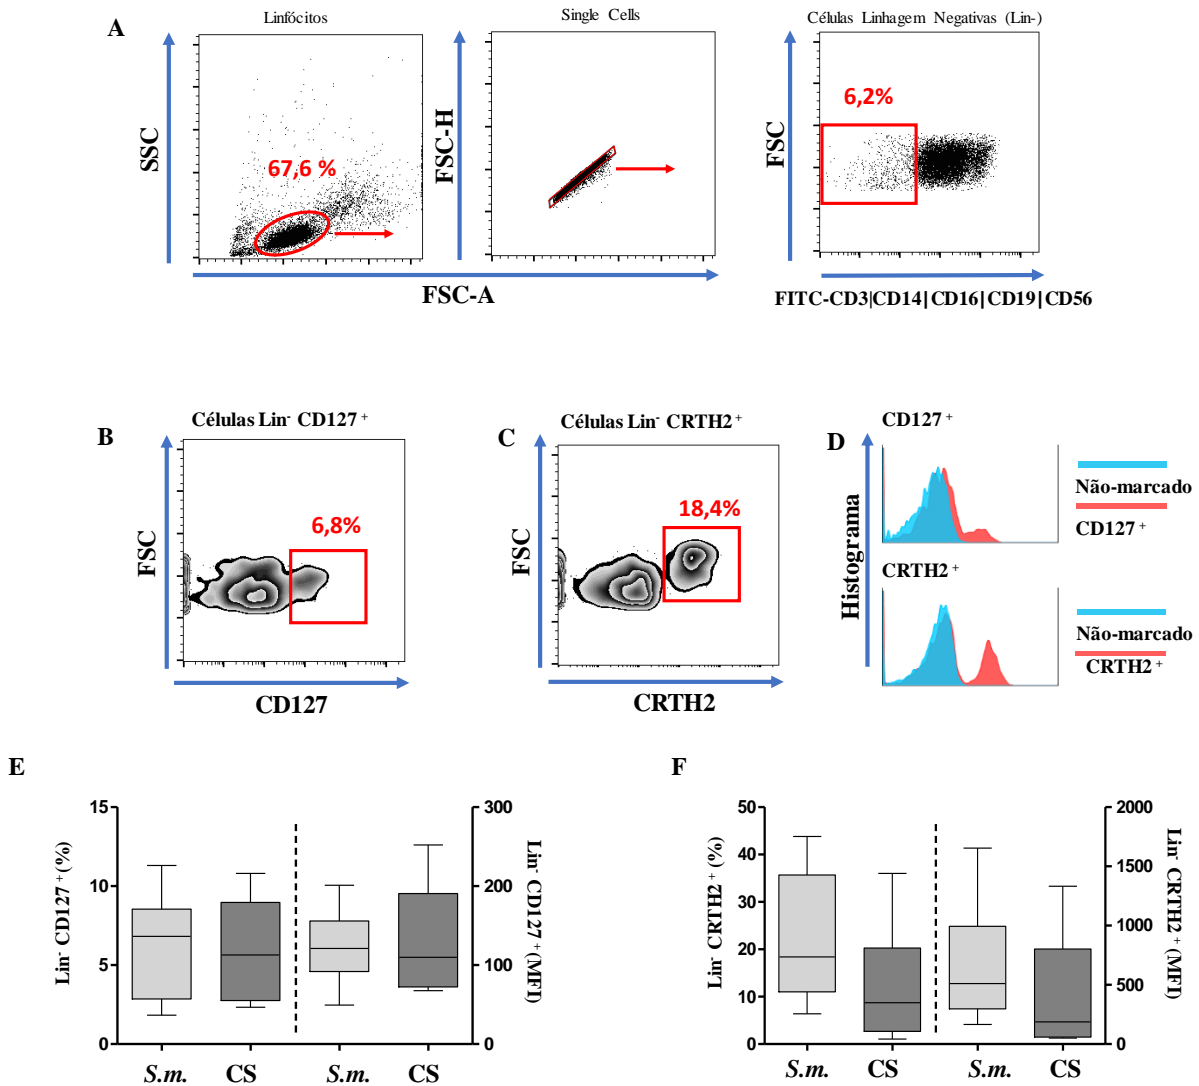 A
Linfócitos
Single Cells
Células Linhagem Negativas (Lin-)
SSC
67,6 %
FSC-H
FSC
6,2%
FSC-A
FITC-CD3|CD14|CD16|CD19|CD56
B
Células Lin- CD127+
FSC
6,8%
CD127
C
Células Lin- CRTH2+
FSC
18,4%
CRTH2
D
Histograma
CD127+
Não-marcado
CD127+
CRTH2+
Não-marcado
CRTH2+
E
Lin- CD127+ (%)
15
10
5
0
300
200
100
0
Lin- CD127+ (MFI)
S.m. CS S.m. CS
F
Lin- CRTH2+ (%)
50
40
30
20
10
0
2000
1500
1000
500
0
Lin- CRTH2+ (MFI)
S.m. CS S.m. CS